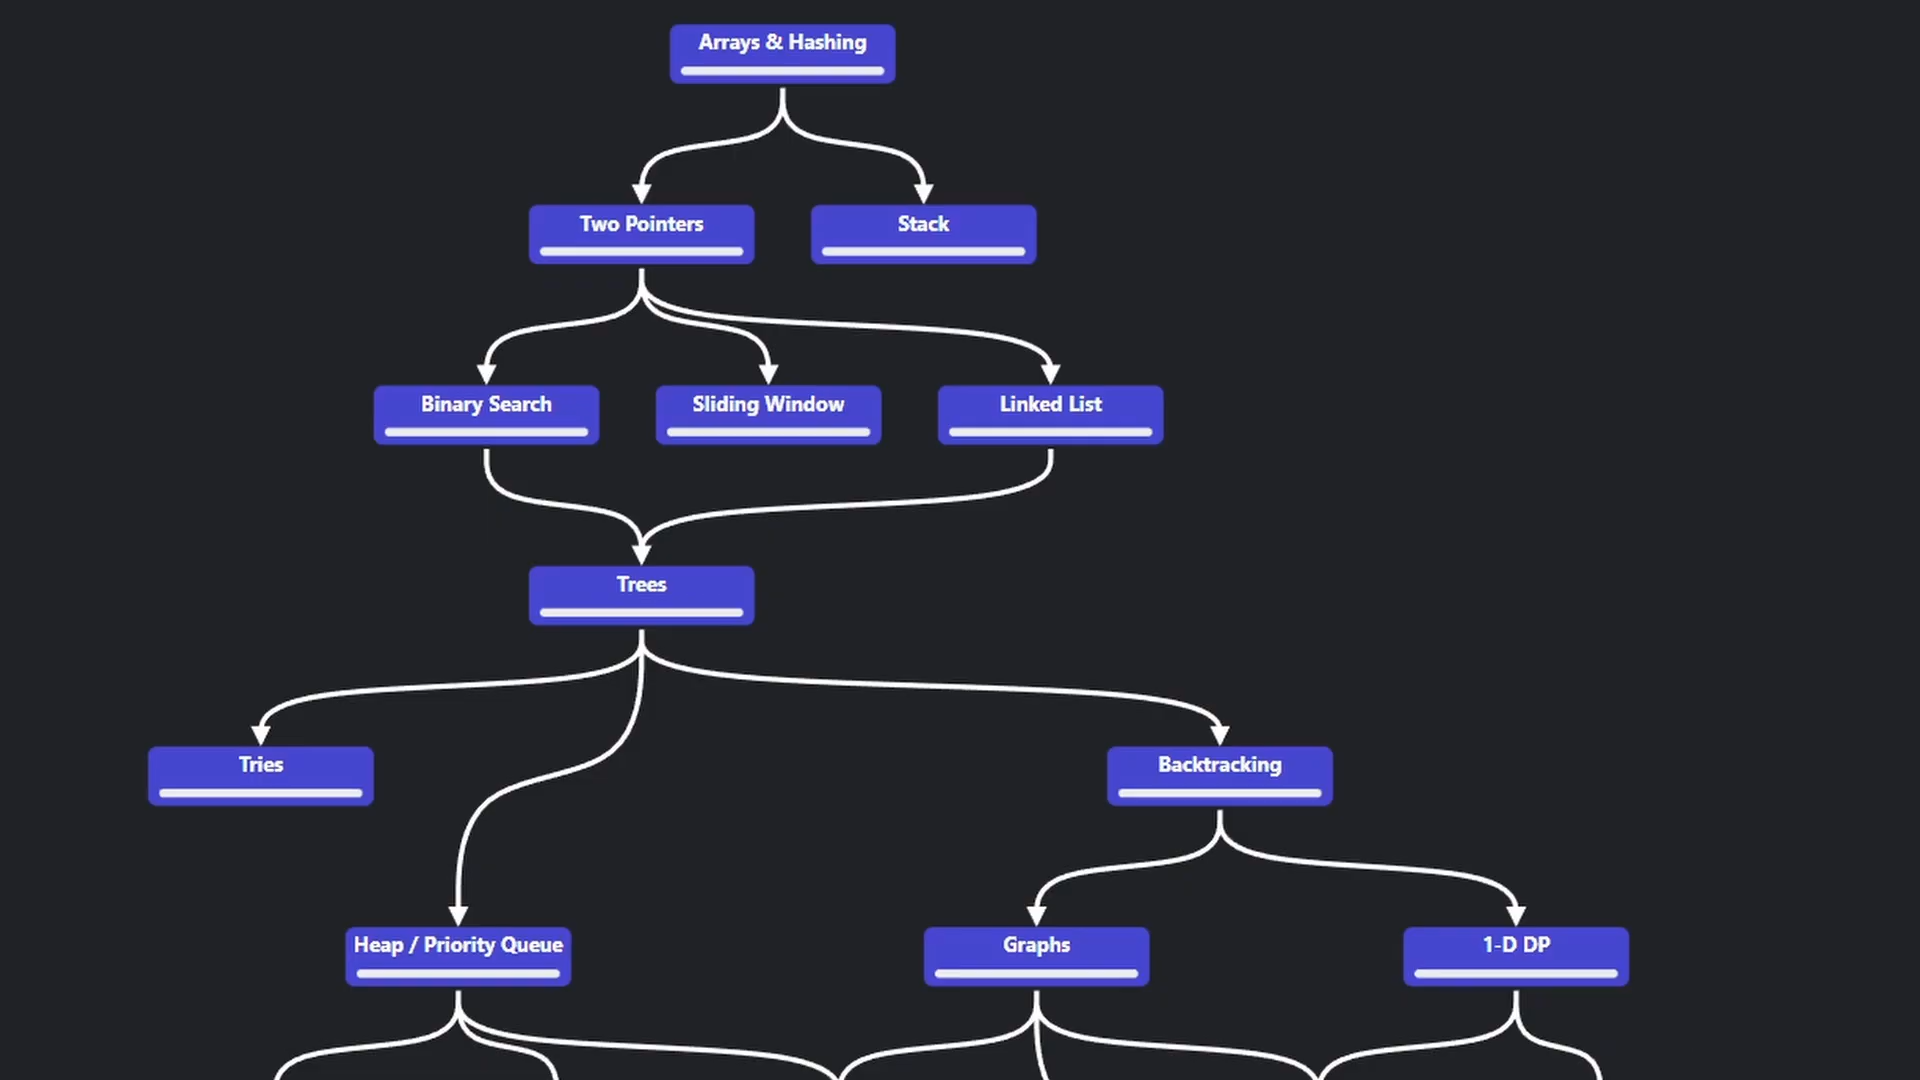 Arrays & Hashing
Two Pointers
Stack
Binary Search
Sliding Window
Linked List
Trees
Tries
Backtracking
Heap / Priority Queue
Graphs
1-D DP